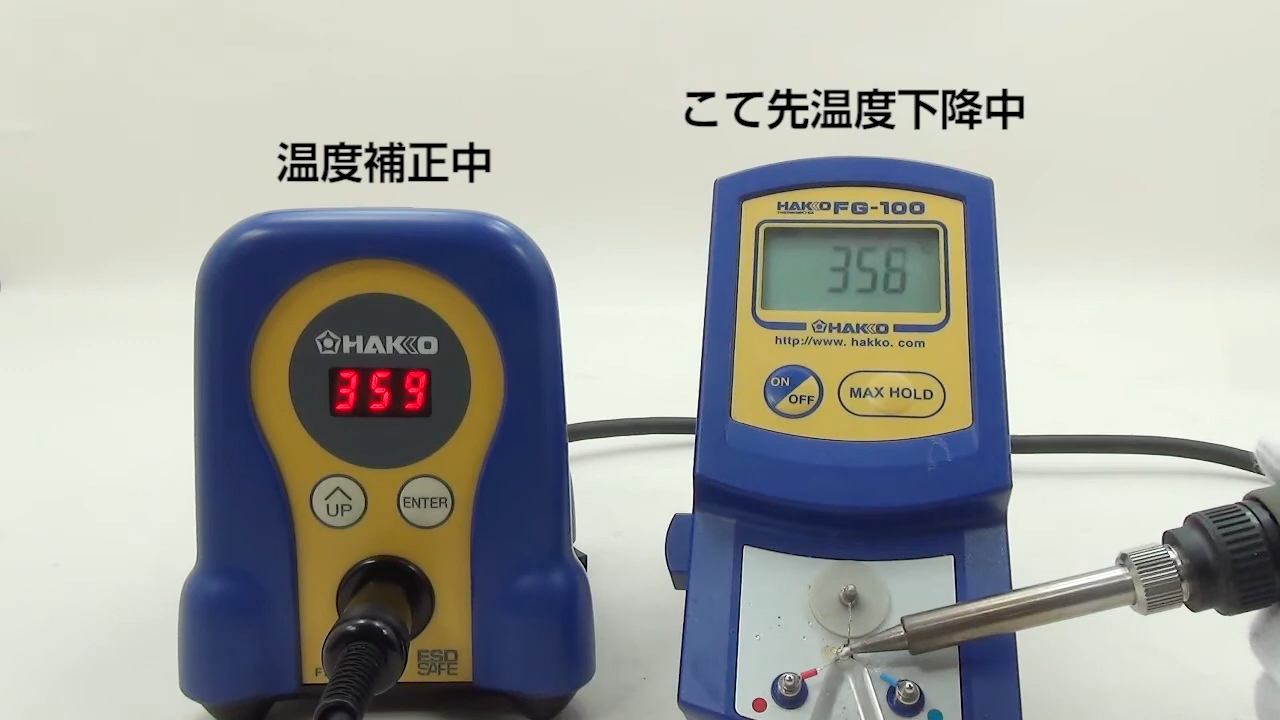 こて先温度下降中
温度補正中
HAKKO FG-100
THERMOMETER
358
°C
HAKKO
http://www.hakko.com
ON
OFF
MAX HOLD
HAKKO
359
UP
ENTER
ESD
SAFE